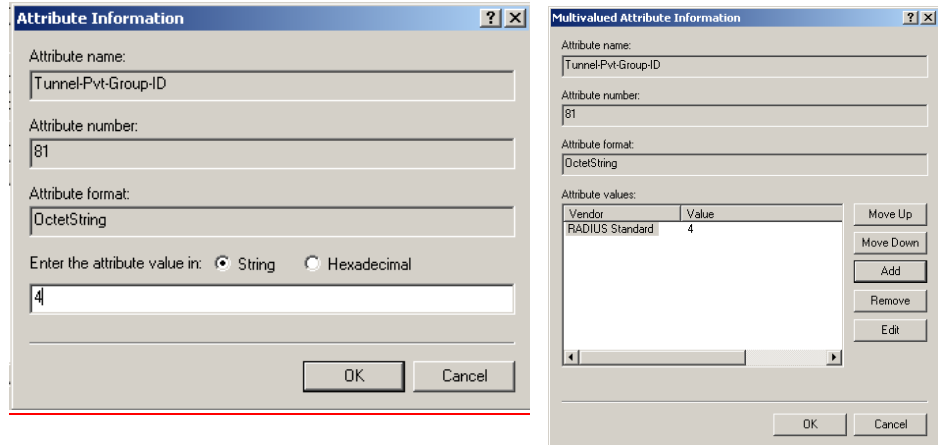 Attribute Information
Attribute name:
Tunnel-Pvt-Group-ID
Attribute number:
81
Attribute format:
OctetString
Enter the attribute value in: String Hexadecimal
4
OK Cancel
Multivalued Attribute Information
Attribute name:
Tunnel-Pvt-Group-ID
Attribute number:
81
Attribute format:
OctetString
Attribute values:
Vendor Value
RADIUS Standard 4
Move Up
Move Down
Add
Remove
Edit
OK Cancel